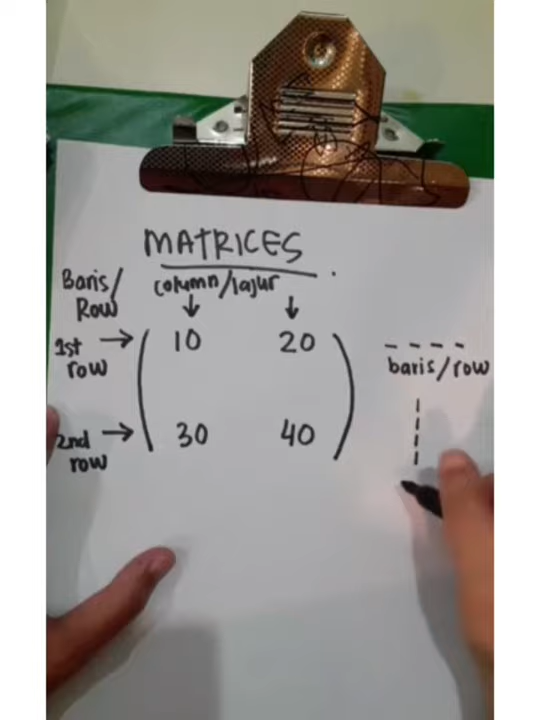 MATRICES
Baris/
Row
column/lajur
1st
row
10 20
baris/row
2nd
row
30 40